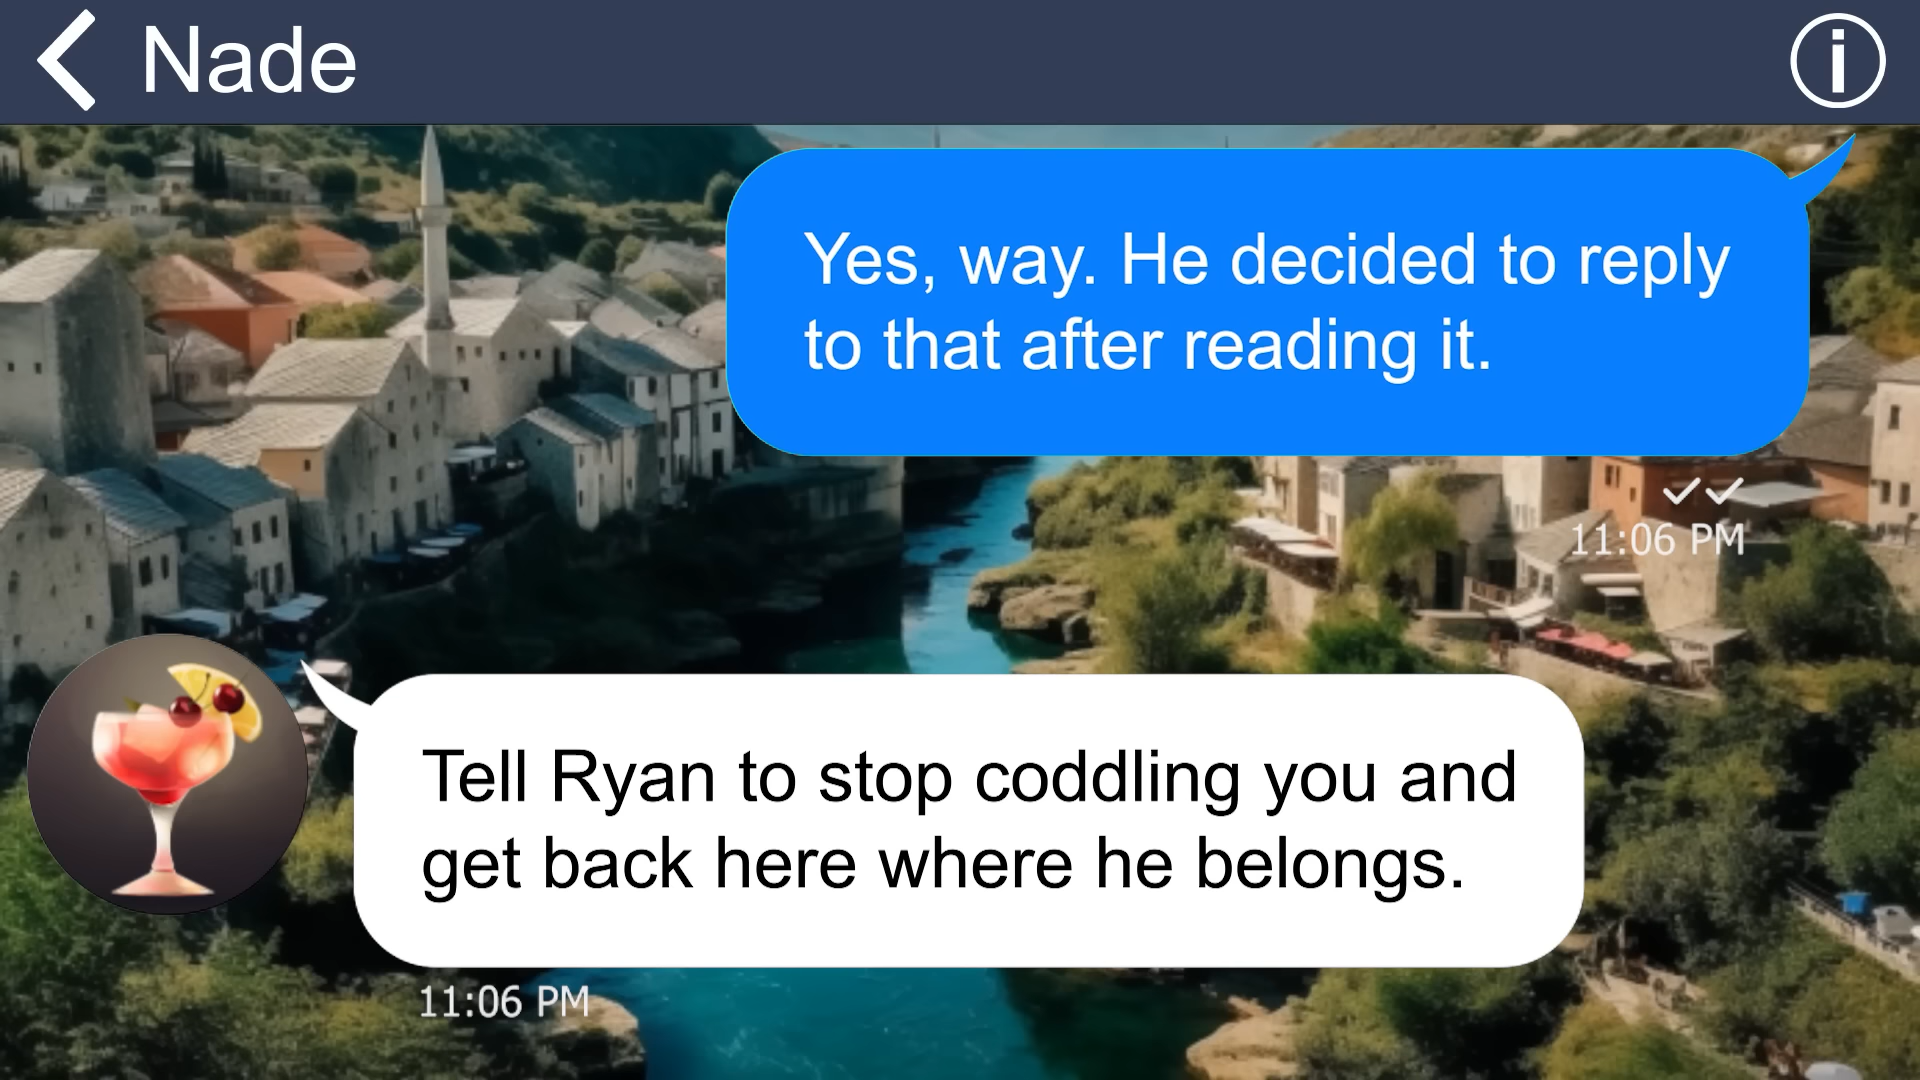 Nade
Yes, way. He decided to reply
to that after reading it.
11:06 PM
Tell Ryan to stop coddling you and
get back here where he belongs.
11:06 PM